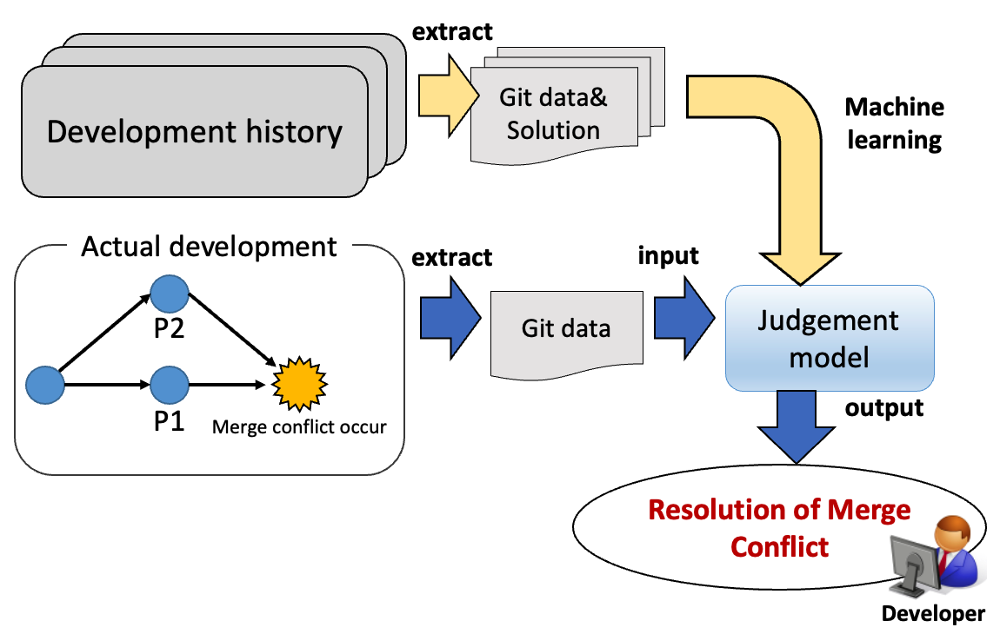 extract
Development history
Git data&
Solution
Machine
learning
Actual development
P2
P1
Merge conflict occur
extract
Git data
input
Judgement
model
output
Resolution of Merge
Conflict
Developer